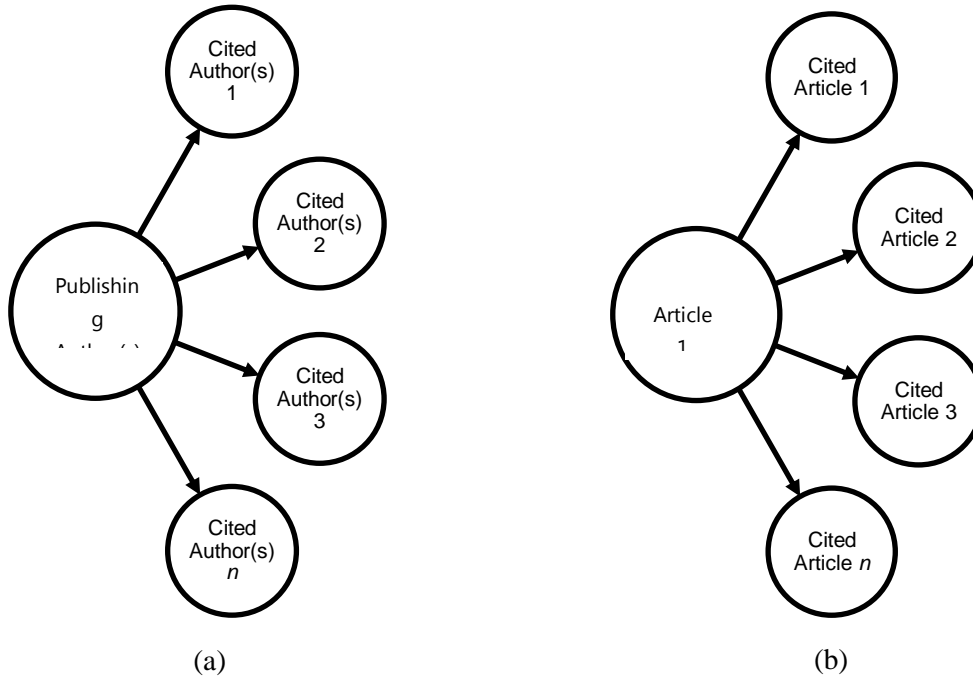 Cited
Author(s)
1
Cited
Author(s)
2
Publishin
g
Cited
Author(s)
3
Cited
Author(s)
n
(a)
Cited
Article 1
Cited
Article 2
Article
1
Cited
Article 3
Cited
Article n
(b)